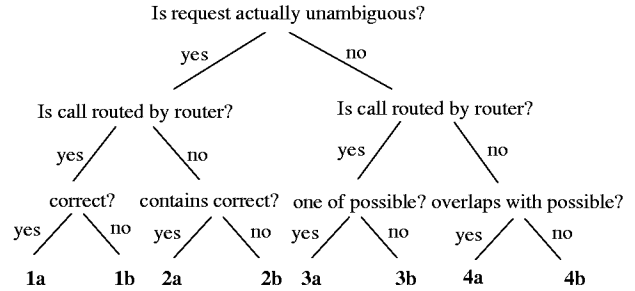 Is request actually unambiguous?
yes no
Is call routed by router? Is call routed by router?
yes no yes no
correct? contains correct? one of possible? overlaps with possible?
yes no yes no yes no yes no
1a 1b 2a 2b 3a 3b 4a 4b